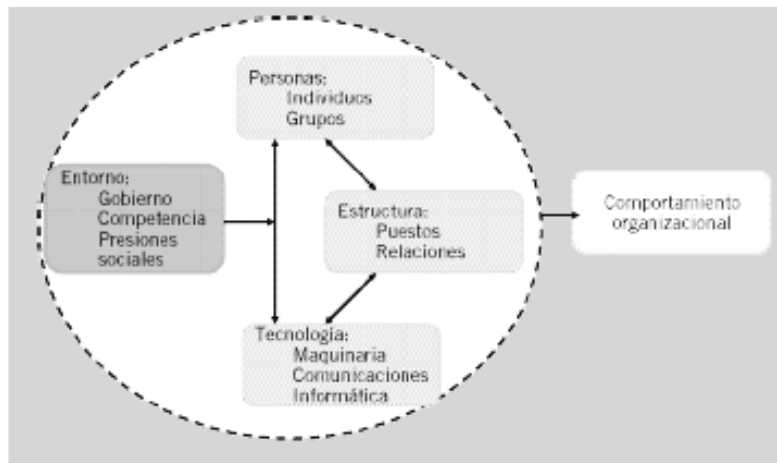 Personas:
Individuos
Grupos
Entorno:
Gobierno
Competencia
Presiones
sociales
Estructura:
Puestos
Relaciones
Comportamiento
organizacional
Tecnología:
Maquinaria
Comunicaciones
Informática